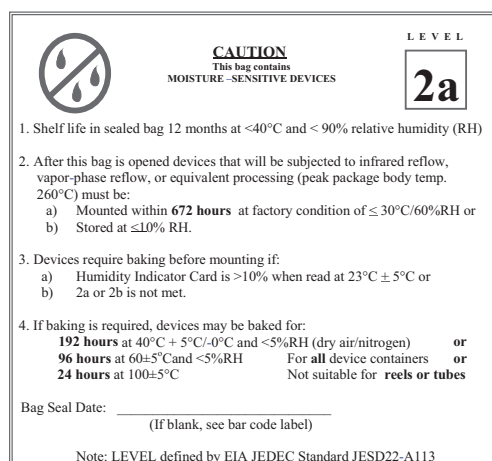 LEVEL
CAUTION
This bag contains
MOISTURE –SENSITIVE DEVICES
2a
1. Shelf life in sealed bag 12 months at <40°C and < 90% relative humidity (RH)
2. After this bag is opened devices that will be subjected to infrared reflow,
vapor-phase reflow, or equivalent processing (peak package body temp.
260°C) must be:
a) Mounted within 672 hours at factory condition of ≤ 30°C/60%RH or
b) Stored at ≤10% RH.
3. Devices require baking before mounting if:
a) Humidity Indicator Card is >10% when read at 23°C ± 5°C or
b) 2a or 2b is not met.
4. If baking is required, devices may be baked for:
192 hours at 40°C + 5°C/-0°C and <5%RH (dry air/nitrogen) or
96 hours at 60±5°Cand <5%RH For all device containers or
24 hours at 100±5°C Not suitable for reels or tubes
Bag Seal Date: ____________________
(If blank, see bar code label)
Note: LEVEL defined by EIA JEDEC Standard JESD22-A113